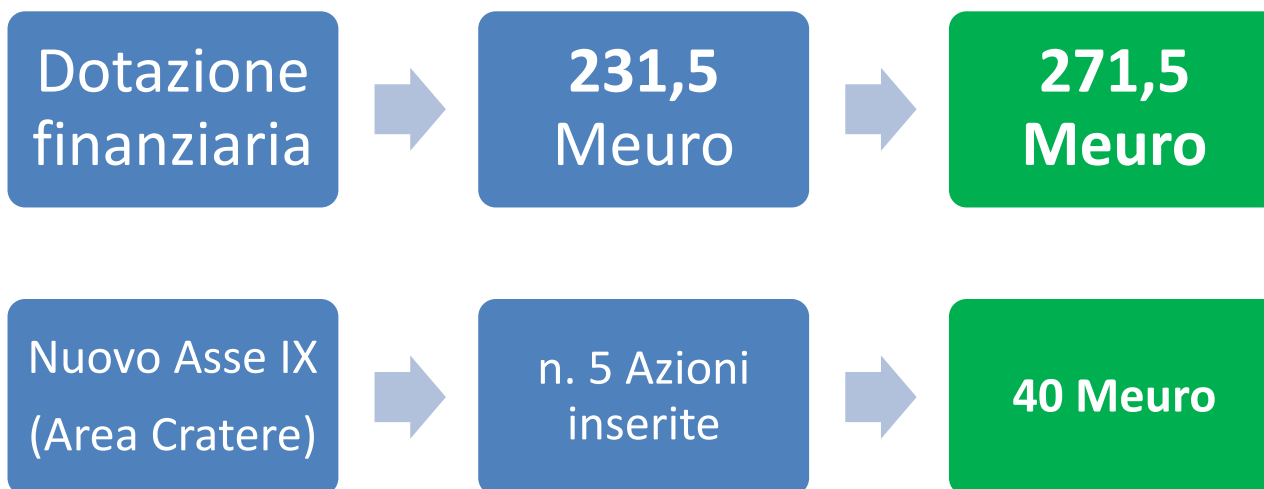 Dotazione
finanziaria
231,5
Meuro
271,5
Meuro
Nuovo Asse IX
(Area Cratere)
n. 5 Azioni
inserite
40 Meuro